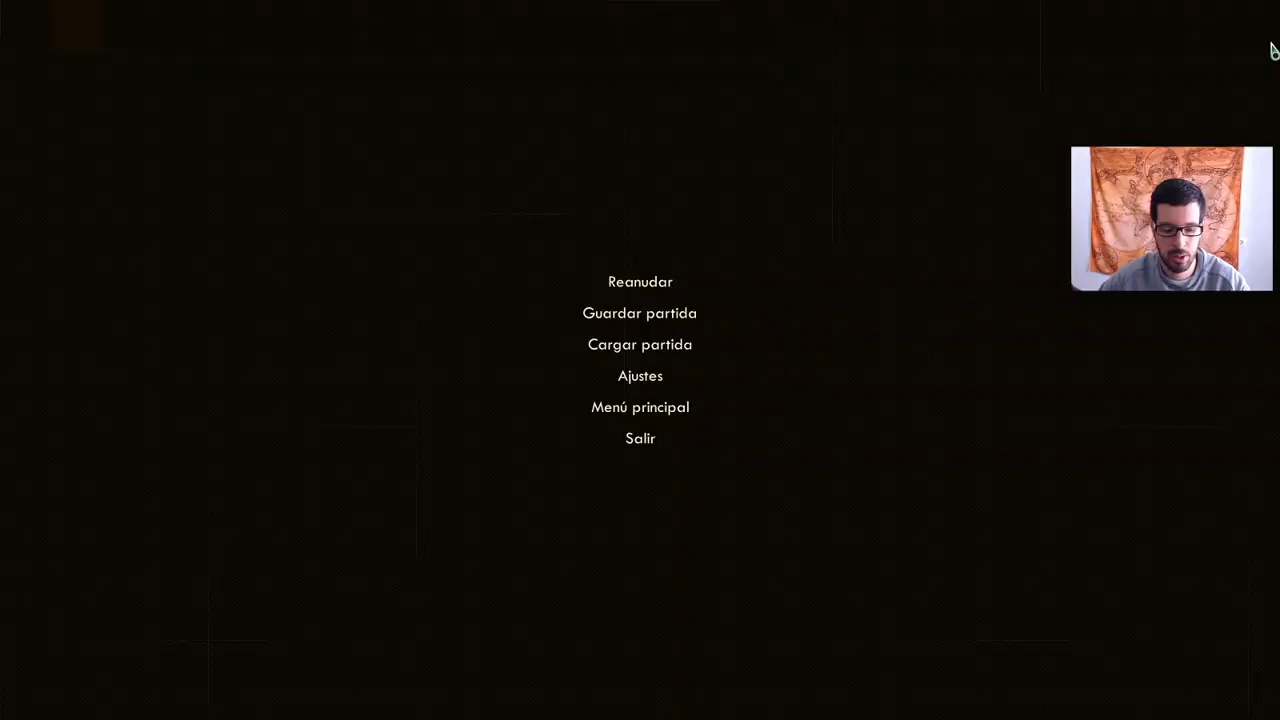 Reanudar
Guardar partida
Cargar partida
Ajustes
Menú principal
Salir